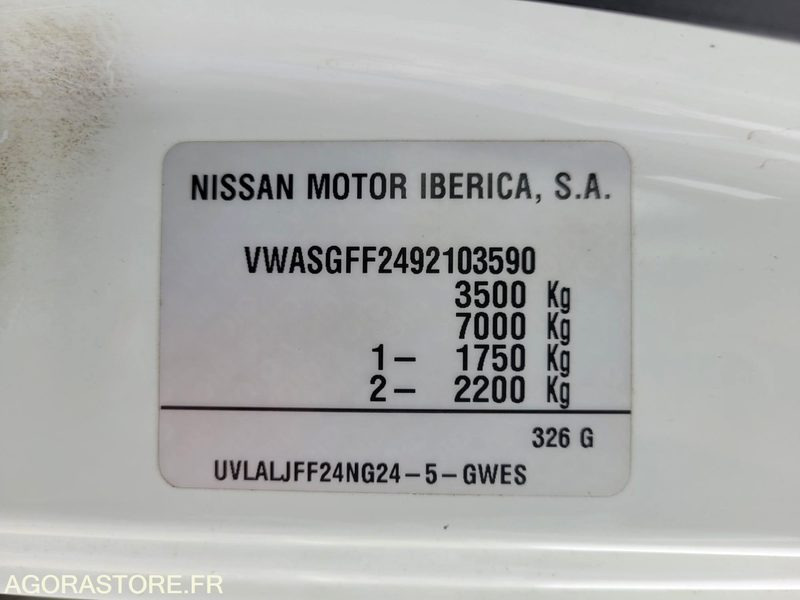 NISSAN MOTOR IBERICA, S.A.
VWASGFF2492103590
3500 Kg
7000 Kg
1- 1750 Kg
2- 2200 Kg
326 G
UVLALJFF24NG24-5-GWES
AGORASTORE.FR